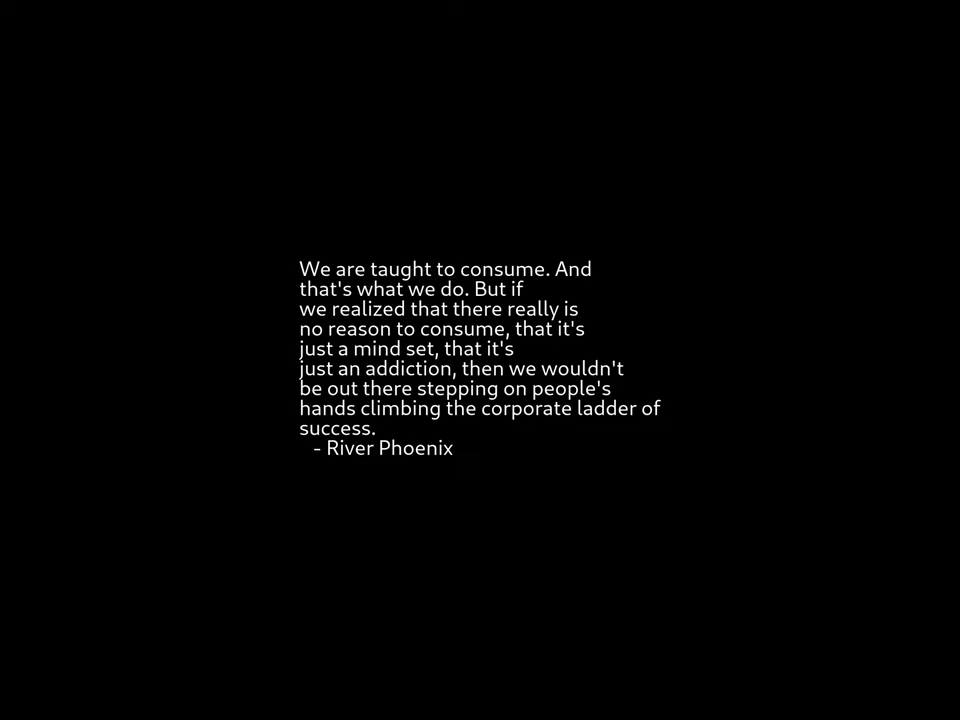 We are taught to consume. And
that's what we do. But if
we realized that there really is
no reason to consume, that it's
just a mind set, that it's
just an addiction, then we wouldn't
be out there stepping on people's
hands climbing the corporate ladder of
success.
- River Phoenix